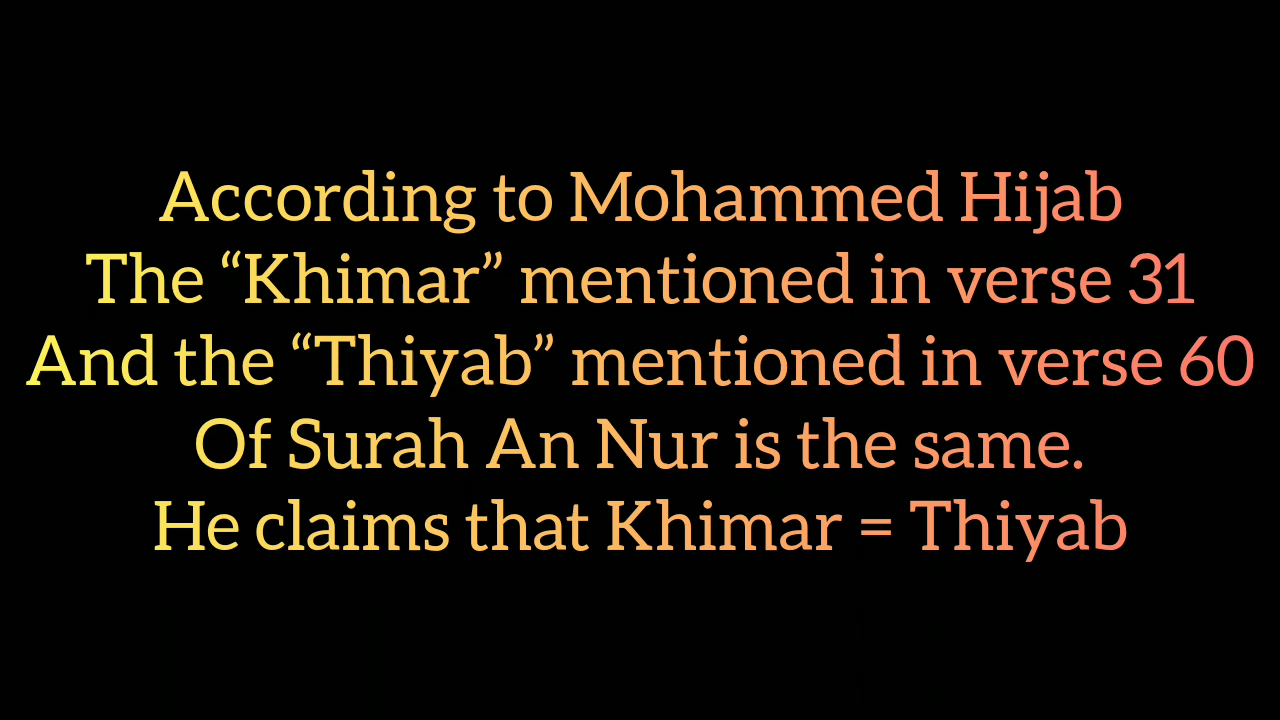 According to Mohammed Hijab
The “Khimar” mentioned in verse 31
And the “Thiyab” mentioned in verse 60
Of Surah An Nur is the same.
He claims that Khimar = Thiyab